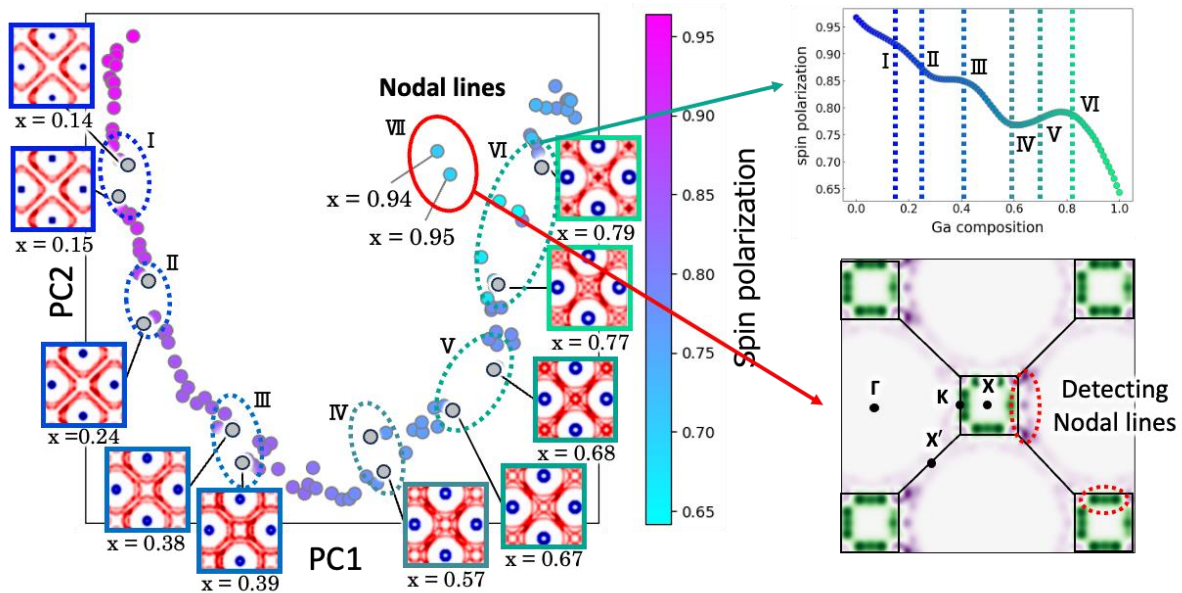 x = 0.14
x = 0.15
x =0.24
x = 0.38
x = 0.39
x = 0.57
x = 0.67
x = 0.68
x = 0.77
x = 0.79
I
II
III
IV
V
VI
VII
Nodal lines
x = 0.94
x = 0.95
PC2
PC1
0.95
0.90
0.85
0.80
0.75
0.70
0.65
Spin polarization
spin polarization
0.95
0.90
0.85
0.80
0.75
0.70
0.65
I
II
III
IV
V
VI
0.0
0.2
0.4
0.6
0.8
1.0
Ga composition
Γ
K
X
X′
Detecting
Nodal lines